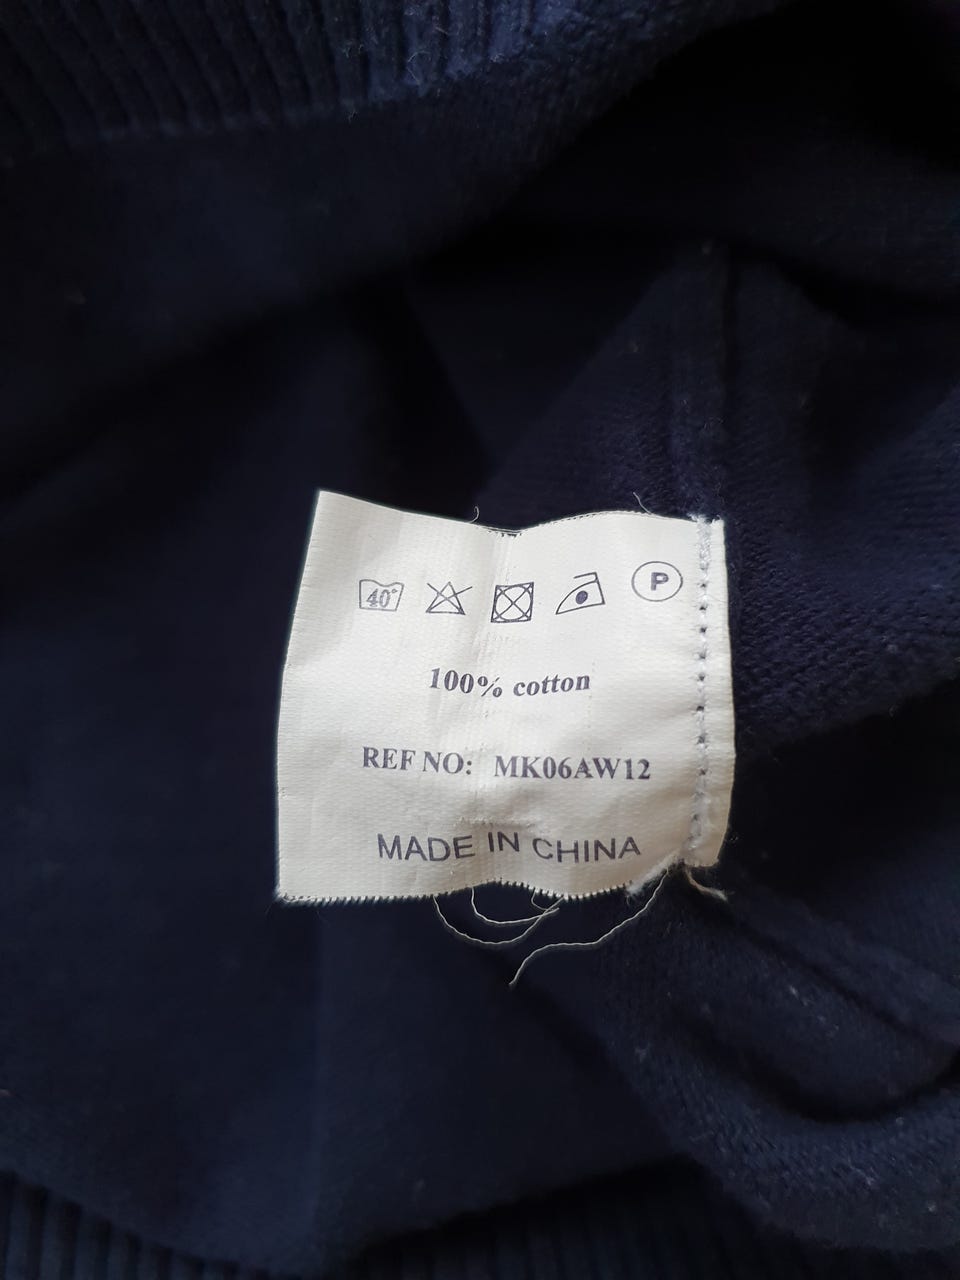 40° P
100% cotton
REF NO: MK06AW12
MADE IN CHINA